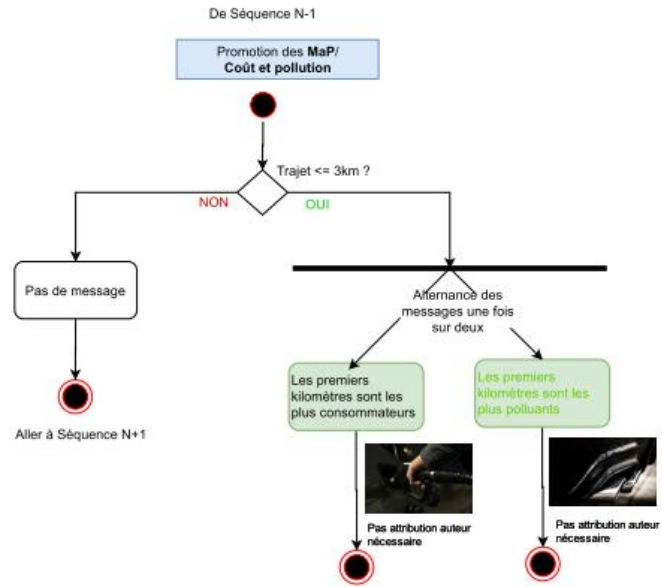 De Séquence N-1
Promotion des MaP/
Coût et pollution
Trajet <= 3km ?
NON
OUI
Pas de message
Alternance des
messages une fois
sur deux
Les premiers
kilomètres sont les
plus consommateurs
Les premiers
kilomètres sont les
plus polluants
Aller à Séquence N+1
Pas attribution auteur
nécessaire
Pas attribution auteur
nécessaire